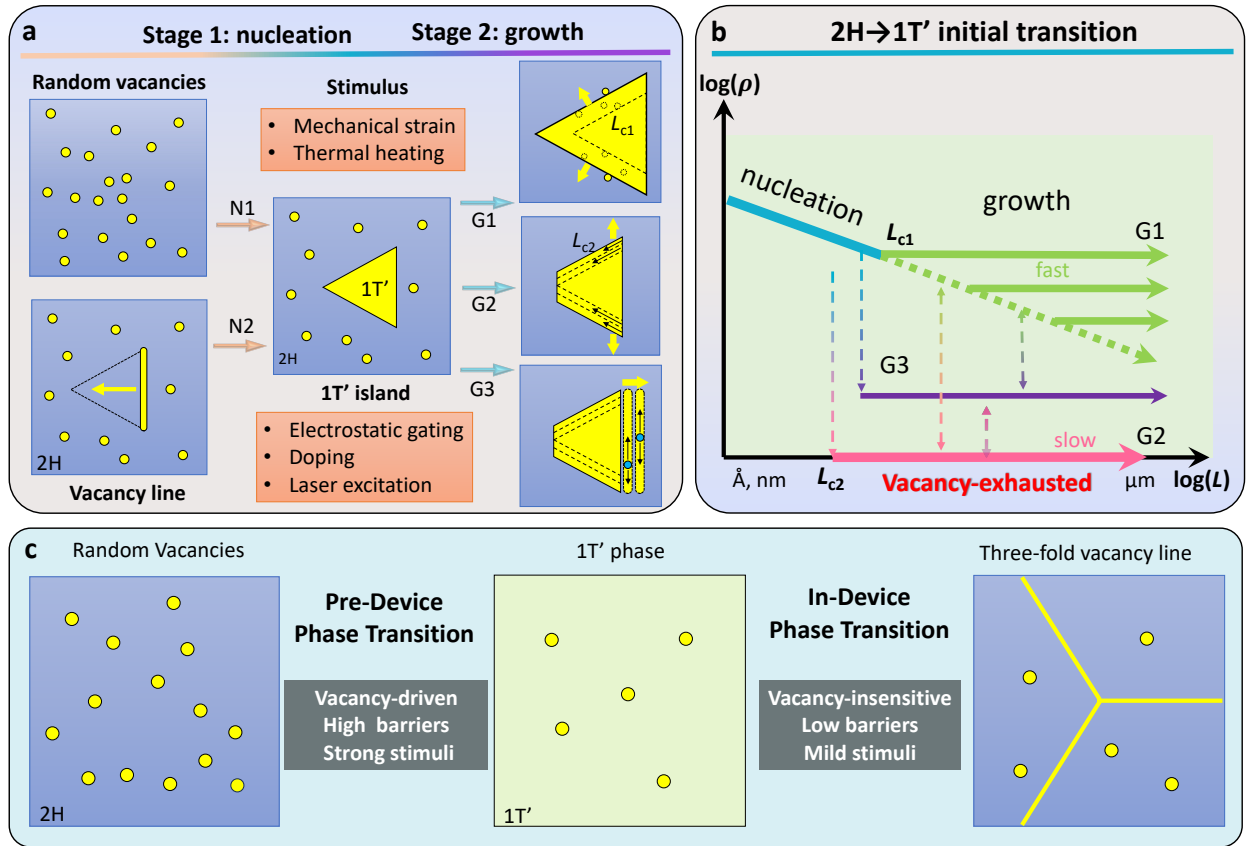 a
Stage 1: nucleation
Stage 2: growth
Random vacancies
Stimulus
• Mechanical strain
• Thermal heating
N1
N2
2H
Vacancy line
1T’
2H
1T’ island
• Electrostatic gating
• Doping
• Laser excitation
G1
G2
G3
Lc1
Lc2
b
2H→1T’ initial transition
log(ρ)
nucleation
growth
Lc1
G1
fast
G3
G2
slow
Å, nm
Lc2
Vacancy-exhausted
μm
log(L)
c
Random Vacancies
2H
Pre-Device
Phase Transition
Vacancy-driven
High barriers
Strong stimuli
1T’ phase
1T’
In-Device
Phase Transition
Vacancy-insensitive
Low barriers
Mild stimuli
Three-fold vacancy line